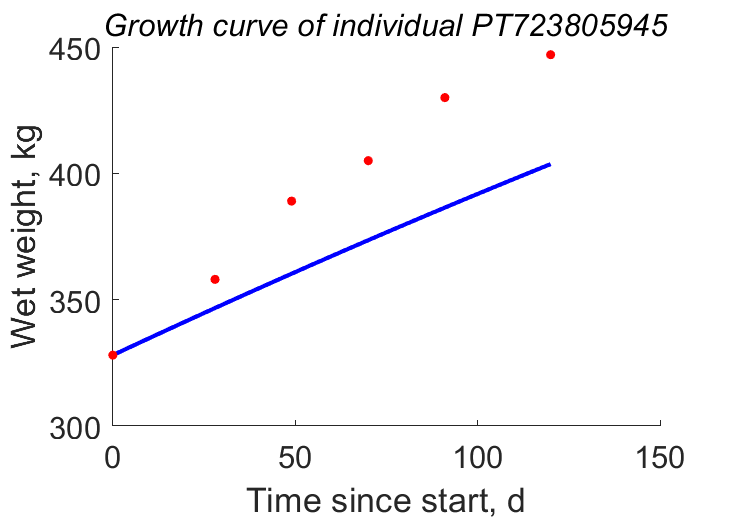 Growth curve of individual PT723805945
Wet weight, kg
450
400
350
300
0 50 100 150
Time since start, d